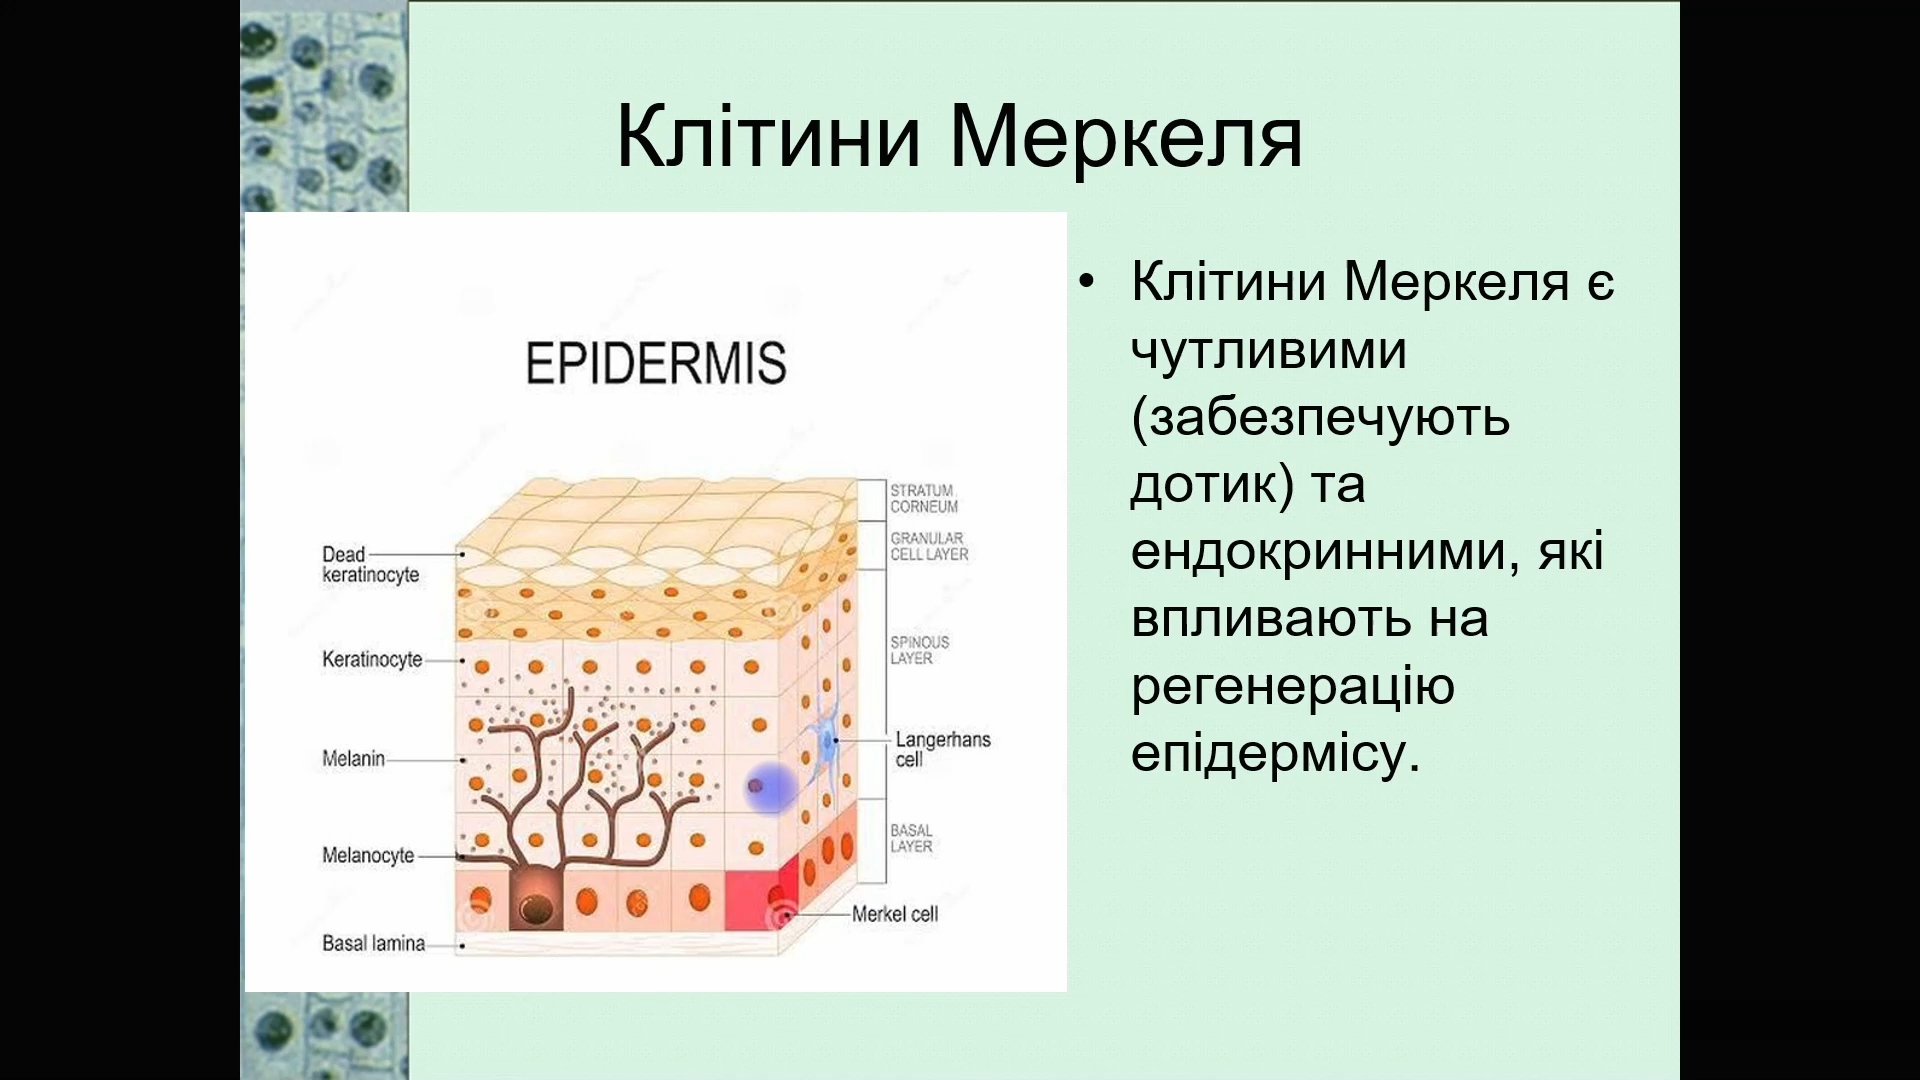 Клітини Меркеля
EPIDERMIS
Dead
keratinocyte
Keratinocyte
Melanin
Melanocyte
Basal lamina
STRATUM
CORNEUM
GRANULAR
CELL LAYER
SPINOUS
LAYER
Langerhans
cell
BASAL
LAYER
Merkel cell
• Клітини Меркеля є
чутливими
(забезпечують
дотик) та
ендокринними, які
впливають на
регенерацію
епідермісу.